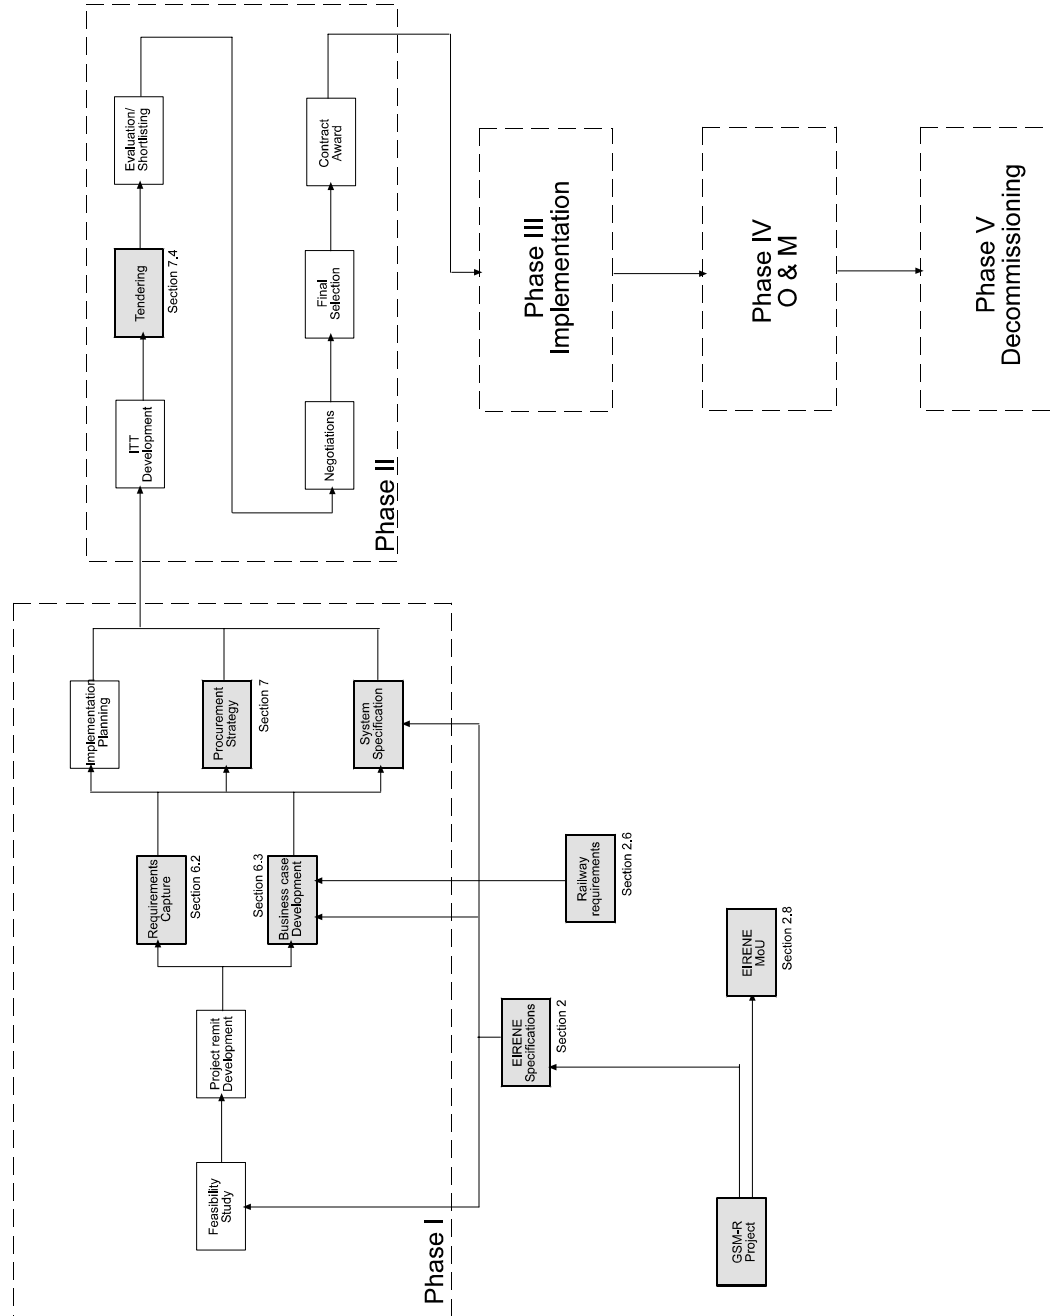 Feasibility
Study
Project remit
Development
Requirements
Capture
Section 6.2
Section 6.3
Business case
Development
Implementation
Planning
Procurement
Strategy
Section 7
System
Specification
Phase I
ITT
Development
Tendering
Section 7.4
Evaluation/
Shortlisting
Negotiations
Final
Selection
Contract
Award
Phase II
Phase III
Implementation
Phase IV
O & M
Phase V
Decommissioning
GSM-R
Project
EIRENE
Specifications
Section 2
Railway
requirements
Section 2.6
EIRENE
MoU
Section 2.8